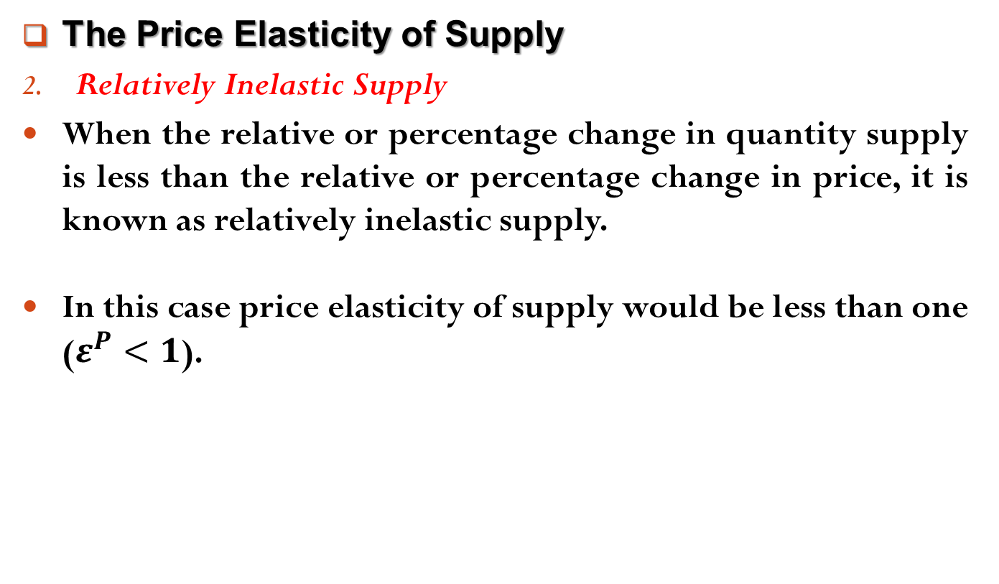 ❑ The Price Elasticity of Supply
2. Relatively Inelastic Supply
• When the relative or percentage change in quantity supply
is less than the relative or percentage change in price, it is
known as relatively inelastic supply.
• In this case price elasticity of supply would be less than one
(𝜺ᴾ < 𝟏).